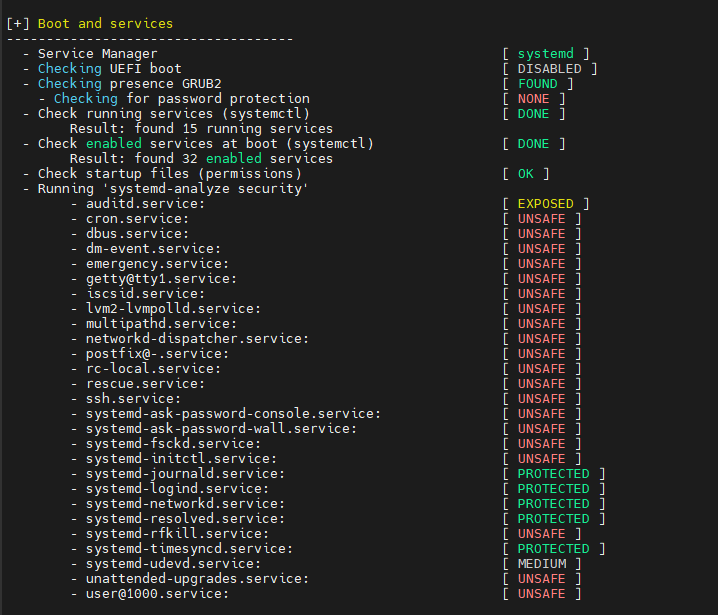 [+] Boot and services
------------------------------------
  - Service Manager                                           [ systemd ]
  - Checking UEFI boot                                        [ DISABLED ]
  - Checking presence GRUB2                                   [ FOUND ]
    - Checking for password protection                        [ NONE ]
  - Check running services (systemctl)                        [ DONE ]
        Result: found 15 running services
  - Check enabled services at boot (systemctl)                [ DONE ]
        Result: found 32 enabled services
  - Check startup files (permissions)                         [ OK ]
  - Running 'systemd-analyze security'
        - auditd.service:                                     [ EXPOSED ]
        - cron.service:                                       [ UNSAFE ]
        - dbus.service:                                       [ UNSAFE ]
        - dm-event.service:                                   [ UNSAFE ]
        - emergency.service:                                  [ UNSAFE ]
        - getty@tty1.service:                                 [ UNSAFE ]
        - iscsid.service:                                     [ UNSAFE ]
        - lvm2-lvmpolld.service:                              [ UNSAFE ]
        - multipathd.service:                                 [ UNSAFE ]
        - networkd-dispatcher.service:                        [ UNSAFE ]
        - postfix@-.service:                                  [ UNSAFE ]
        - rc-local.service:                                   [ UNSAFE ]
        - rescue.service:                                     [ UNSAFE ]
        - ssh.service:                                        [ UNSAFE ]
        - systemd-ask-password-console.service:               [ UNSAFE ]
        - systemd-ask-password-wall.service:                  [ UNSAFE ]
        - systemd-fsckd.service:                              [ UNSAFE ]
        - systemd-initctl.service:                            [ UNSAFE ]
        - systemd-journald.service:                           [ PROTECTED ]
        - systemd-logind.service:                             [ PROTECTED ]
        - systemd-networkd.service:                           [ PROTECTED ]
        - systemd-resolved.service:                           [ PROTECTED ]
        - systemd-rfkill.service:                             [ UNSAFE ]
        - systemd-timesyncd.service:                          [ PROTECTED ]
        - systemd-udevd.service:                              [ MEDIUM ]
        - unattended-upgrades.service:                        [ UNSAFE ]
        - user@1000.service:                                  [ UNSAFE ]